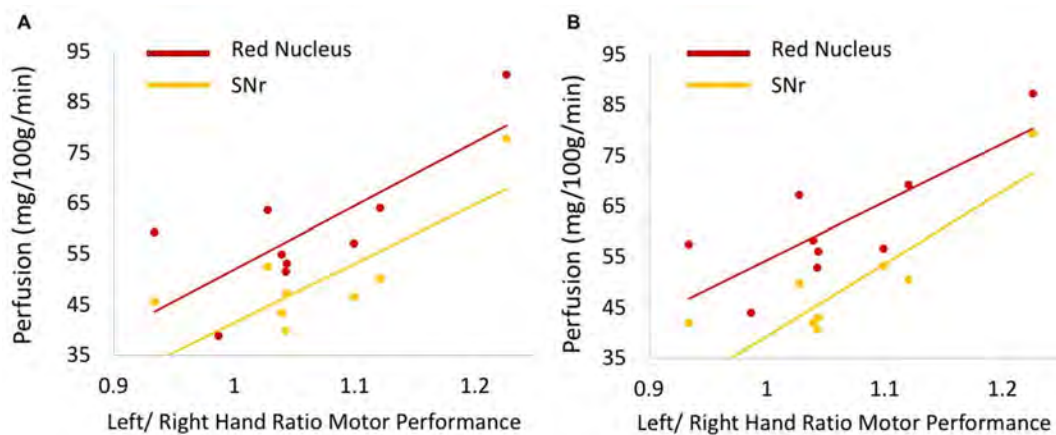 A
Red Nucleus
SNr
Perfusion (mg/100g/min)
95
85
75
65
55
45
35
0.9 1 1.1 1.2
Left/ Right Hand Ratio Motor Performance
B
Red Nucleus
SNr
Perfusion (mg/100g/min)
95
85
75
65
55
45
35
0.9 1 1.1 1.2
Left/ Right Hand Ratio Motor Performance